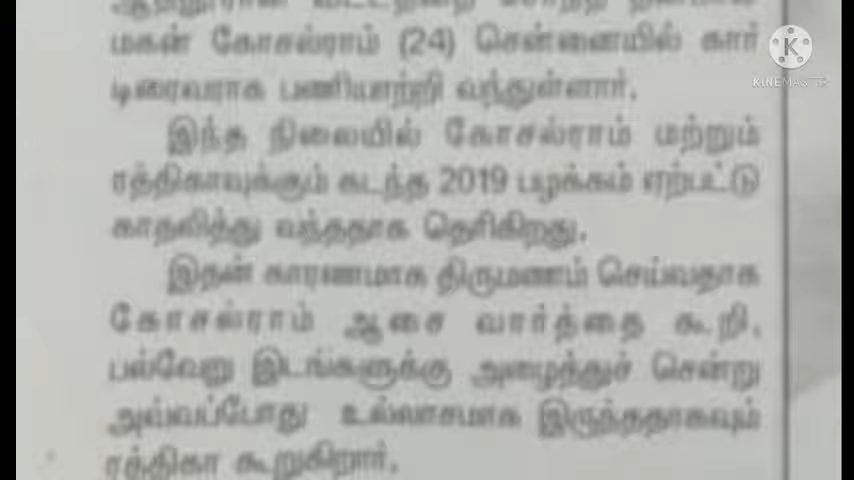 மகன் கோசல்ராம் (24) சென்னையில் கார்
டிரைவராக பணியாற்றி வந்துள்ளார்.
இந்த நிலையில் கோசல்ராம் மற்றும்
ரத்திகாவுக்கும் கடந்த 2019 பழக்கம் ஏற்பட்டு
காதலித்து வந்ததாக தெரிகிறது.
இதன் காரணமாக திருமணம் செய்வதாக
கோசல்ராம் ஆசை வார்த்தை கூறி.
பல்வேறு இடங்களுக்கு அழைத்துச் சென்று
அவ்வப்போது உல்லாசமாக இருந்ததாகவும்
ரத்திகா கூறுகிறார்.
K
KINEMASTER